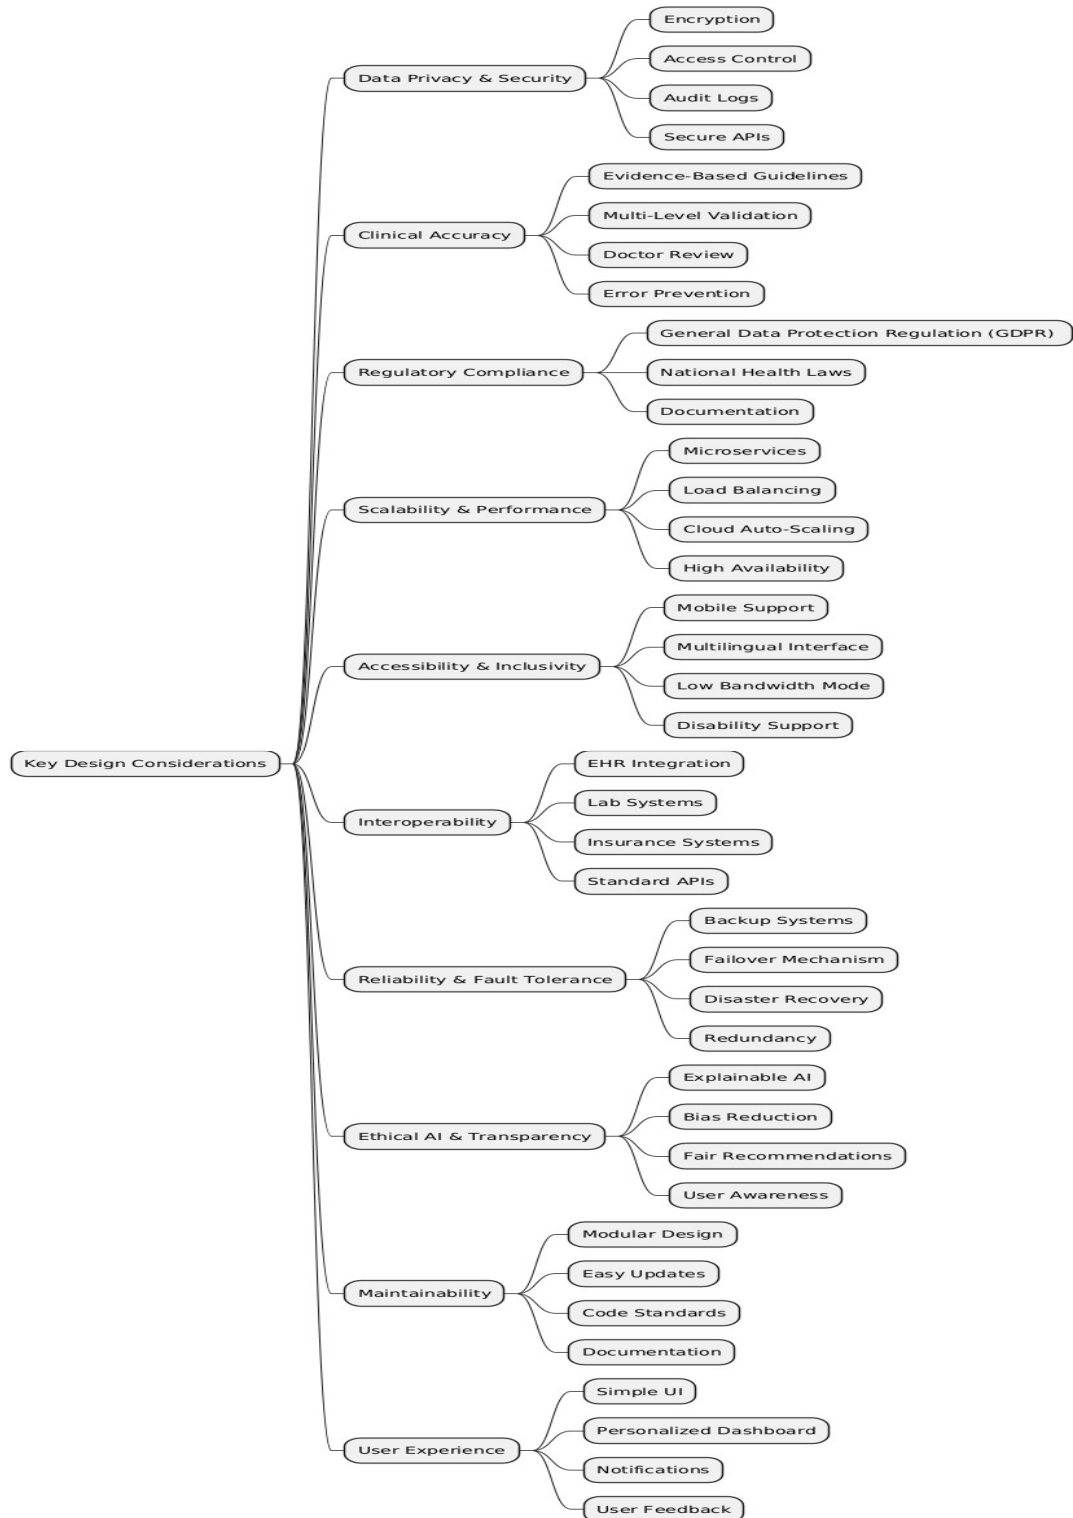 Key Design Considerations
Data Privacy & Security
Encryption
Access Control
Audit Logs
Secure APIs
Clinical Accuracy
Evidence-Based Guidelines
Multi-Level Validation
Doctor Review
Error Prevention
Regulatory Compliance
General Data Protection Regulation (GDPR)
National Health Laws
Documentation
Scalability & Performance
Microservices
Load Balancing
Cloud Auto-Scaling
High Availability
Accessibility & Inclusivity
Mobile Support
Multilingual Interface
Low Bandwidth Mode
Disability Support
Interoperability
EHR Integration
Lab Systems
Insurance Systems
Standard APIs
Reliability & Fault Tolerance
Backup Systems
Failover Mechanism
Disaster Recovery
Redundancy
Ethical AI & Transparency
Explainable AI
Bias Reduction
Fair Recommendations
User Awareness
Maintainability
Modular Design
Easy Updates
Code Standards
Documentation
User Experience
Simple UI
Personalized Dashboard
Notifications
User Feedback